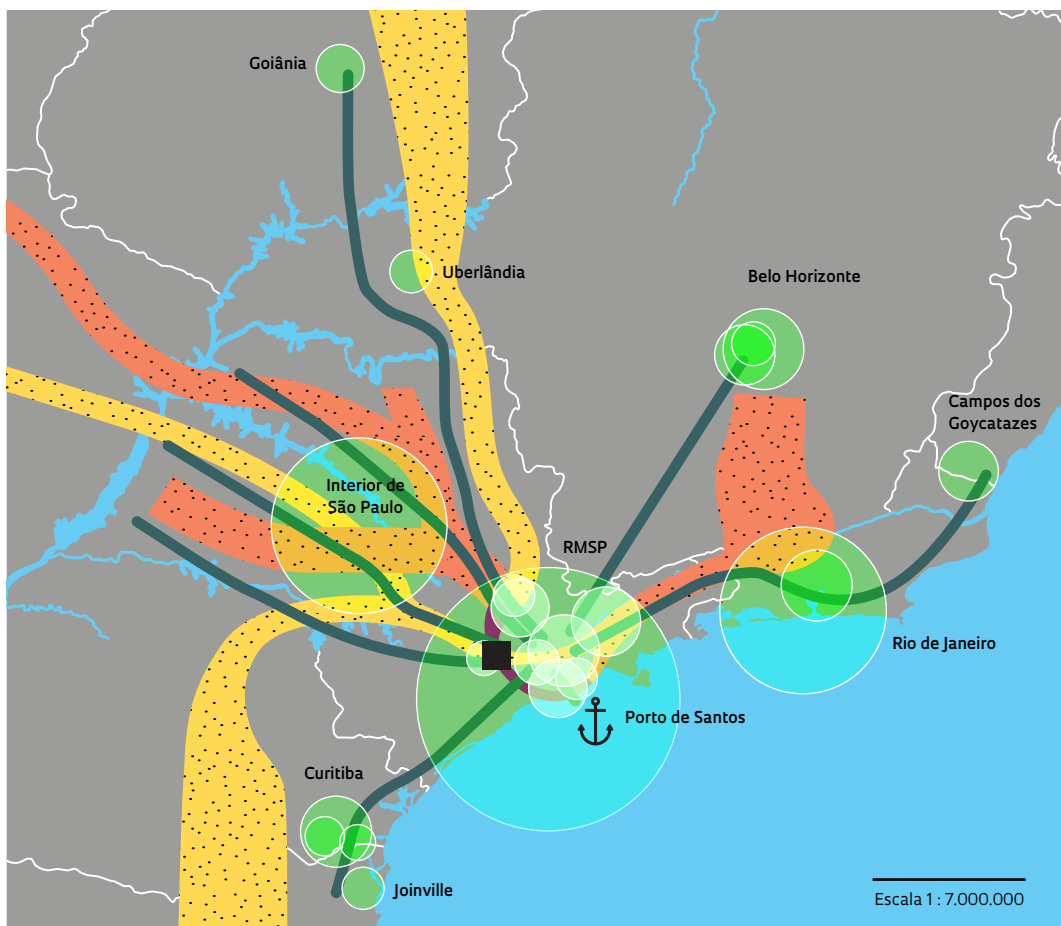 Goiânia
Uberlândia
Belo Horizonte
Campos dos
Goycatazes
Interior de
São Paulo
RMSP
Rio de Janeiro
Porto de Santos
Curitiba
Joinville
Escala 1 : 7.000.000